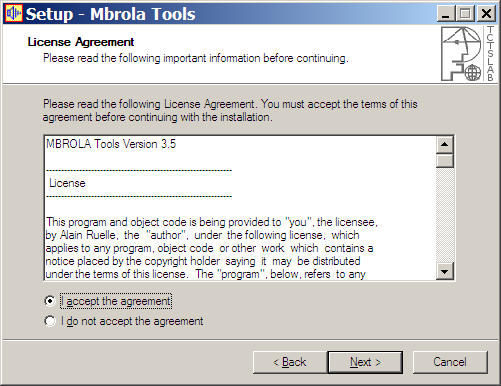 Setup - Mbrola Tools
License Agreement
Please read the following important infomation before continuing.
TCTSLAB
Please read the following License Agreement. You must accept the terms of this
agreement before continuing with the installation.
MBROLA Tools Version 3.5
----------------------------------------------------------
License
----------------------------------------------------------
This program and object code is being provided to "you", the licensee,
by Alain Ruelle, the "author", under the following license, which
applies to any program, object code or other work which contains a
notice placed by the copyright holder saying it may be distributed
under the terms of this license. The "program", below, refers to any
I accept the agreement
I do not accept the agreement
< Back
Next >
Cancel